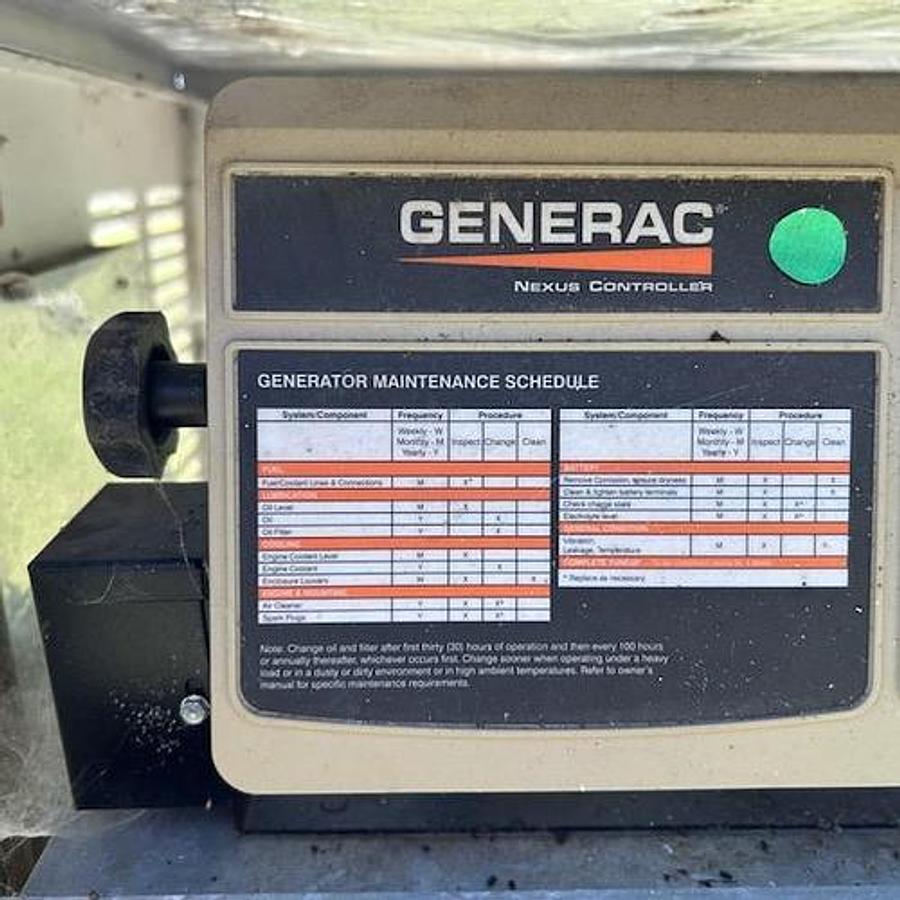 GENERAC®
NEXUS CONTROLLER
GENERATOR MAINTENANCE SCHEDULE
System/Component Frequency Procedure
Weekly - W
Monthly - M
Yearly - Y
Inspect Change Clean
FUEL
Fuel/Coolant Lines & Connections M X*
LUBRICATION
Oil Level M X
Oil Y X
Oil Filter Y X
COOLING
Engine Coolant Level M X
Engine Coolant Y X
Enclosure Louvers W X X
ENGINE & MOUNTING
Air Cleaner Y X X*
Spark Plugs Y X X*
System/Component Frequency Procedure
Weekly - W
Monthly - M
Yearly - Y
Inspect Change Clean
BATTERY
Remove Corrosion, ensure dryness M X X
Clean & tighten battery terminals M X X
Check charge state M X X*
Electrolyte level M X X*
GENERAL CONDITION
Vibration,
Leakage, Temperature M X X
COMPLETE TUNEUP
* Replace as necessary.
Note: Change oil and filter after first thirty (30) hours of operation and then every 100 hours
or annually thereafter, whichever occurs first. Change sooner when operating under a heavy
load or in a dusty or dirty environment or in high ambient temperatures. Refer to owner's
manual for specific maintenance requirements.